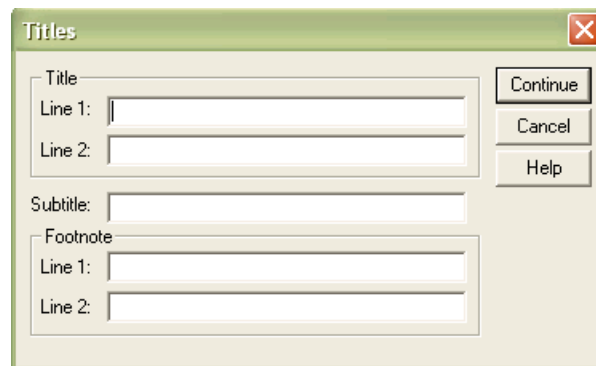 Titles
Title
Line 1:
Line 2:
Subtitle:
Footnote
Line 1:
Line 2:
Continue
Cancel
Help